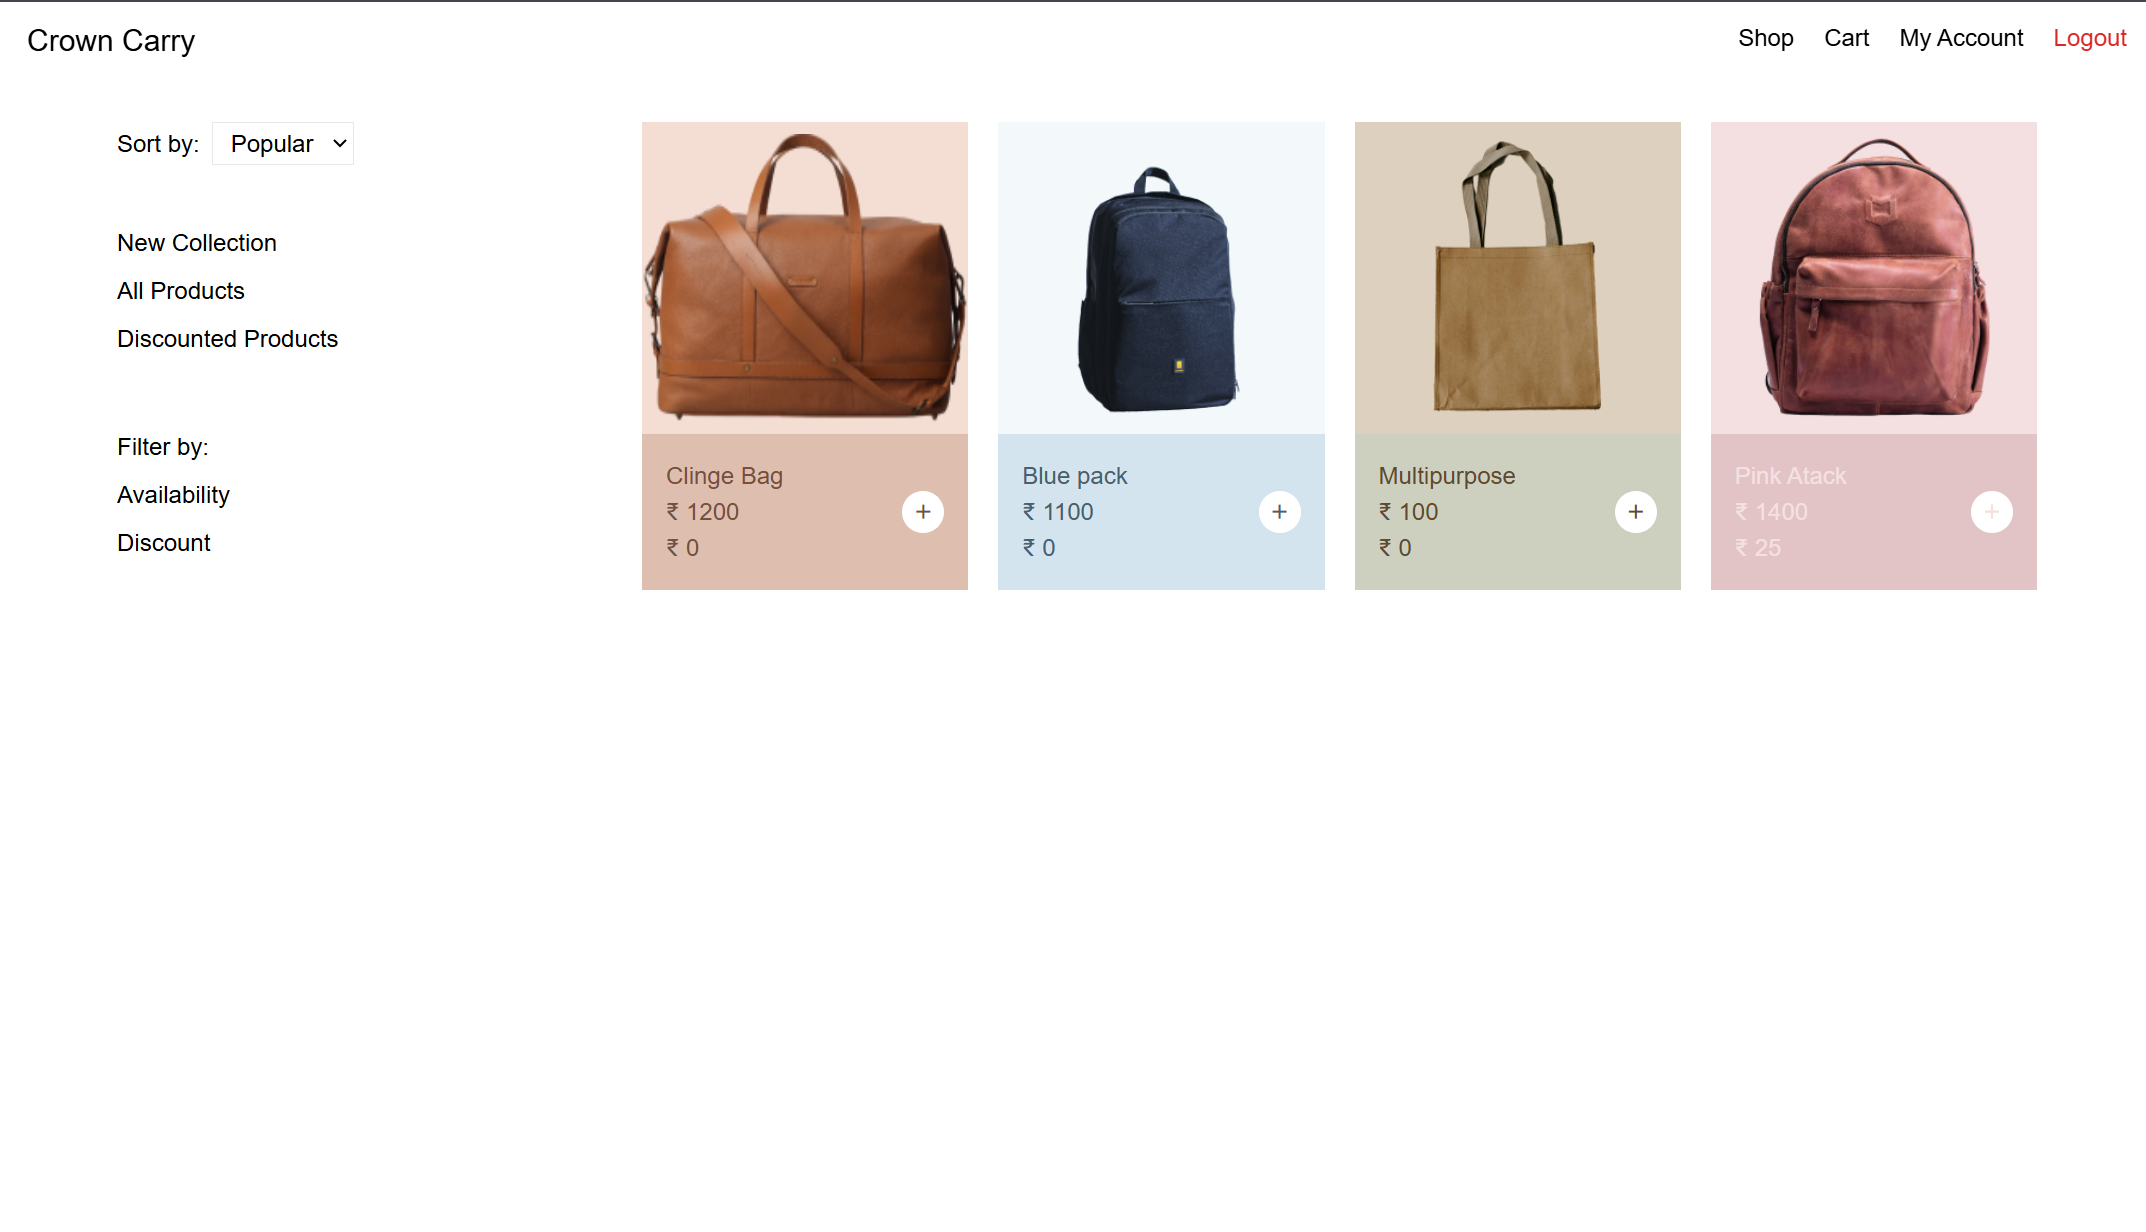 Crown Carry
Shop Cart My Account Logout
Sort by: Popular
New Collection
All Products
Discounted Products
Filter by:
Availability
Discount
Clinge Bag
₹ 1200
₹ 0
+
Blue pack
₹ 1100
₹ 0
+
Multipurpose
₹ 100
₹ 0
+
Pink Atack
₹ 1400
₹ 25
+